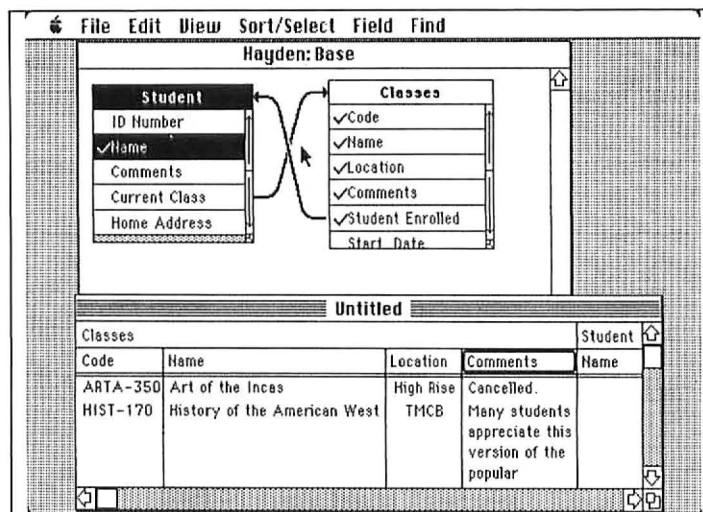 File Edit View Sort/Select Field Find
Hayden:Base
Student
ID Number
✓Name
Comments
Current Class
Home Address
Classes
✓Code
✓Name
✓Location
✓Comments
✓Student Enrolled
Start Date
Untitled
Classes Student
Code Name Location Comments Name
ARTA-350 Art of the Incas High Rise Cancelled.
HIST-170 History of the American West TMCB Many students
appreciate this
version of the
popular